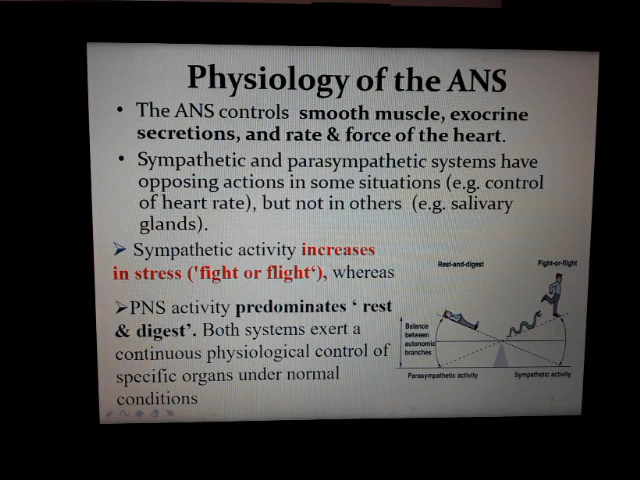 Physiology of the ANS
• The ANS controls smooth muscle, exocrine
secretions, and rate & force of the heart.
• Sympathetic and parasympathetic systems have
opposing actions in some situations (e.g. control
of heart rate), but not in others (e.g. salivary
glands).
➢ Sympathetic activity increases
in stress ('fight or flight‘), whereas
➢PNS activity predominates ‘ rest
& digest’. Both systems exert a
continuous physiological control of
specific organs under normal
conditions
Rest-and-digest
Fight-or-flight
Balance
between
autonomic
branches
Parasympathetic activity
Sympathetic activity